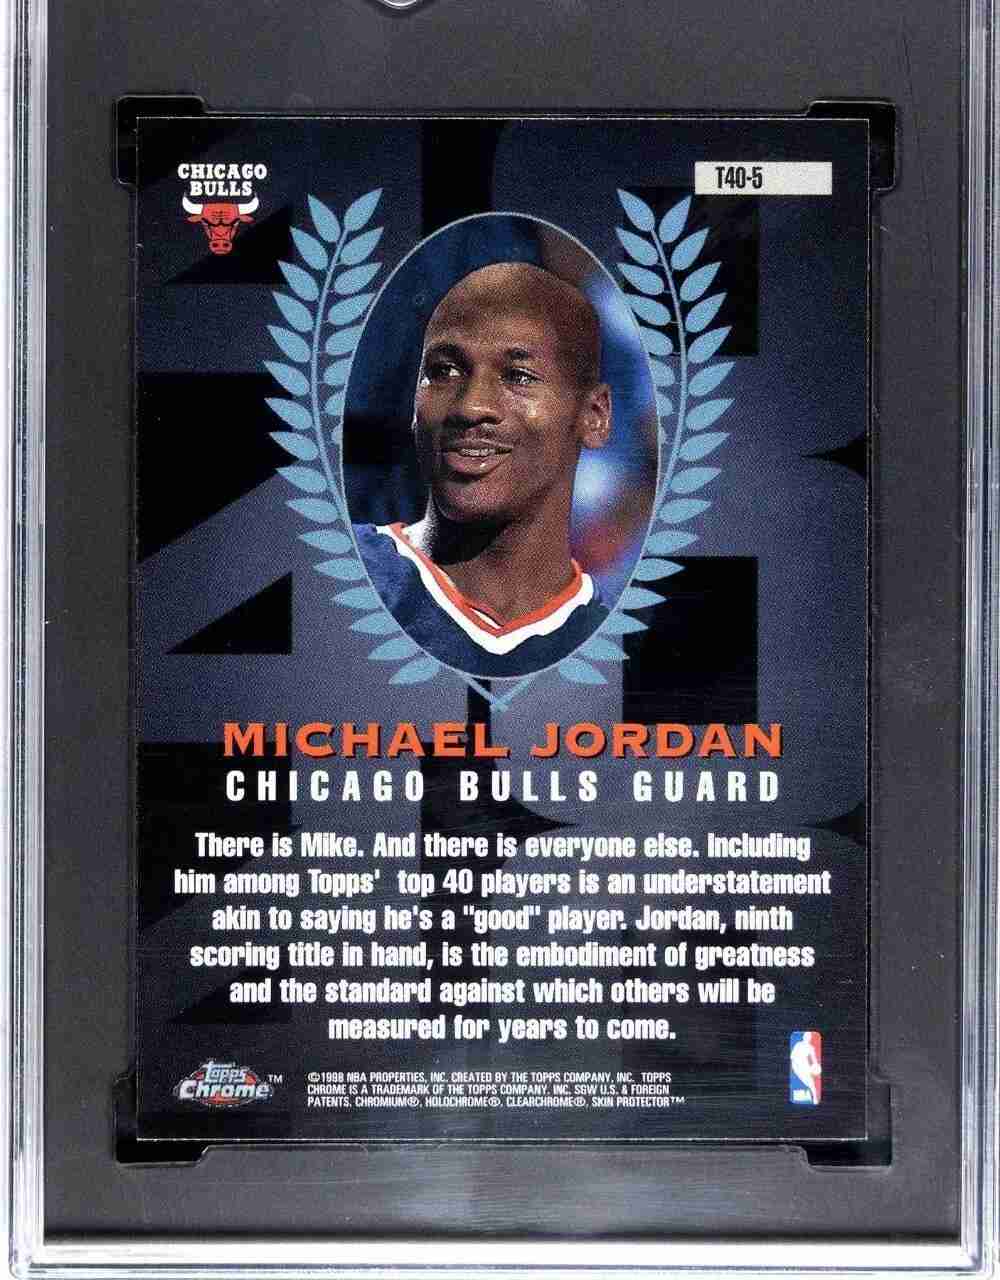 CHICAGO
BULLS
T40-5
MICHAEL JORDAN
CHICAGO BULLS GUARD
There is Mike. And there is everyone else. Including
him among Topps' top 40 players is an understatement
akin to saying he's a "good" player. Jordan, ninth
scoring title in hand, is the embodiment of greatness
and the standard against which others will be
measured for years to come.
Topps
Chrome™
©1998 NBA PROPERTIES, INC. CREATED BY THE TOPPS COMPANY, INC. TOPPS
CHROME IS A TRADEMARK OF THE TOPPS COMPANY, INC. SGW U.S. & FOREIGN
PATENTS. CHROMIUM®, HOLOCHROME®, CLEARCHROME®, SKIN PROTECTOR™
NBA